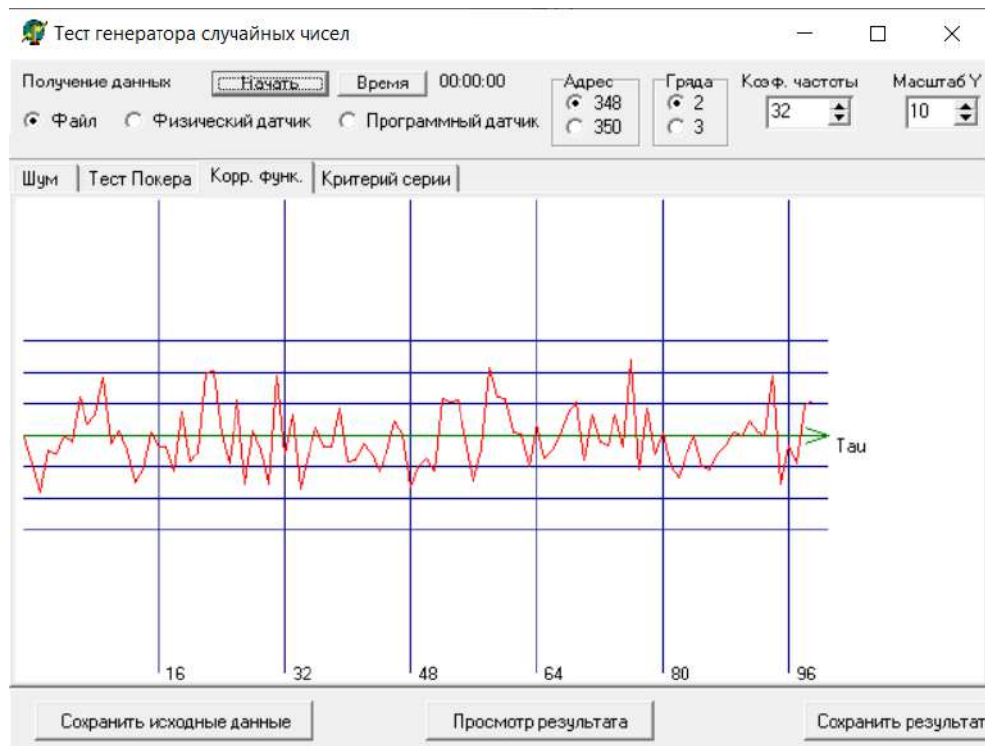 Тест генератора случайных чисел
Получение данных Начать Время 00:00:00 Адрес Гряда Коэф. частоты Масштаб Y
348 2 32 10
Файл Физический датчик Программный датчик 350 3
Шум Тест Покера Корр. функ. Критерий серии
Tau
16 32 48 64 80 96
Сохранить исходные данные Просмотр результата Сохранить результат